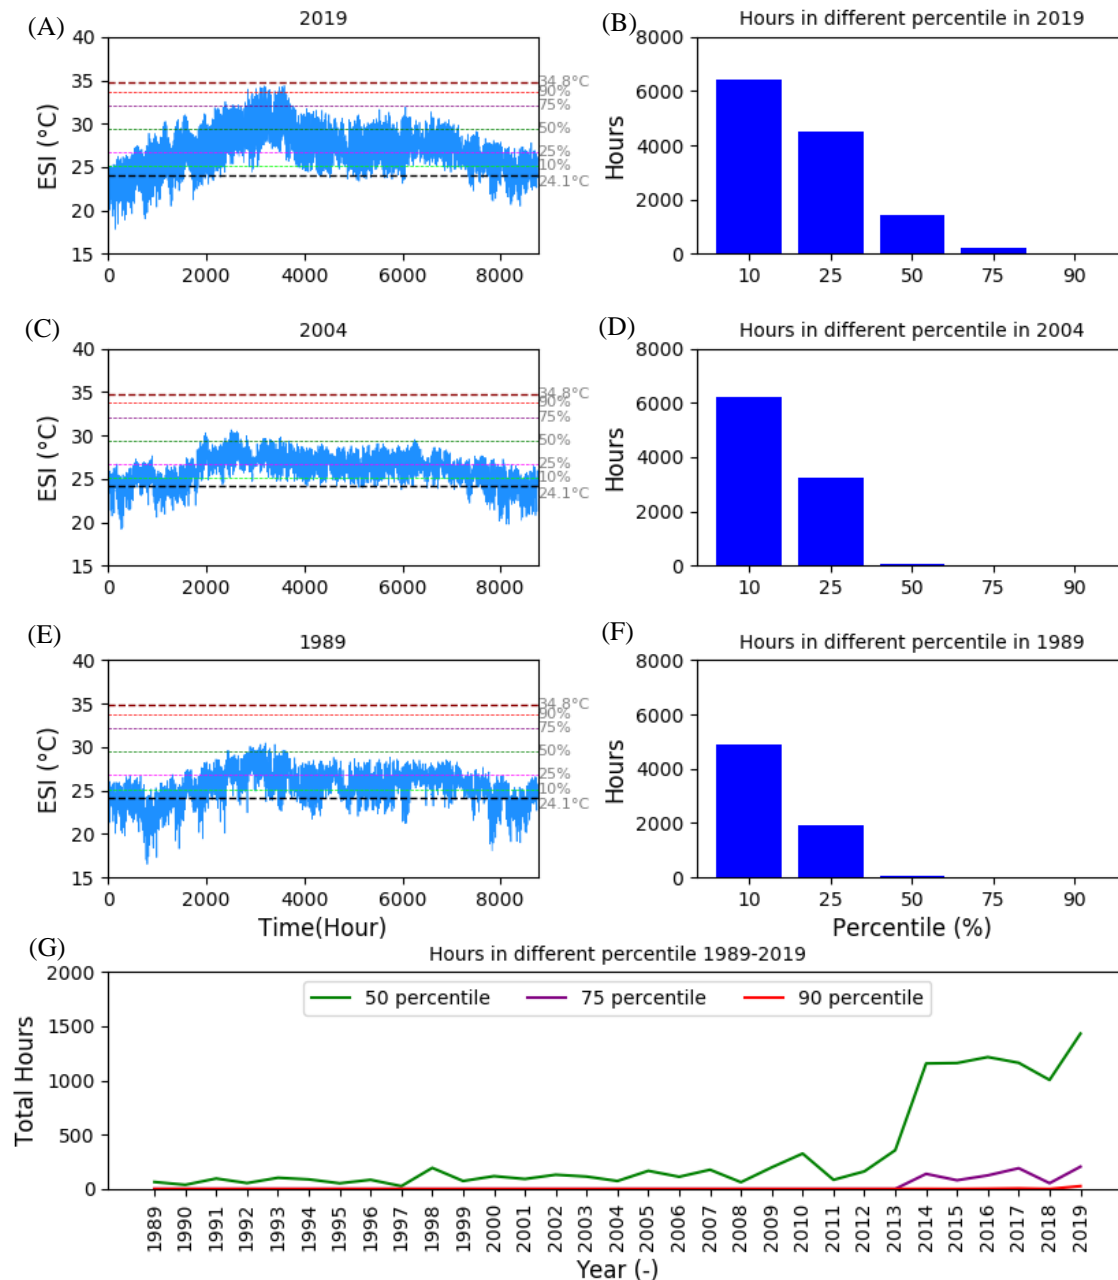 (A) 2019
40
35
30
25
20
15
ESI (°C)
34.8°C
90%
75%
50%
25%
10%
24.1°C
0 2000 4000 6000 8000
(B) Hours in different percentile in 2019
8000
6000
4000
2000
0
Hours
10 25 50 75 90
(C) 2004
40
35
30
25
20
15
ESI (°C)
34.8°C
90%
75%
50%
25%
10%
24.1°C
0 2000 4000 6000 8000
(D) Hours in different percentile in 2004
8000
6000
4000
2000
0
Hours
10 25 50 75 90
(E) 1989
40
35
30
25
20
15
ESI (°C)
34.8°C
90%
75%
50%
25%
10%
24.1°C
0 2000 4000 6000 8000
Time(Hour)
(F) Hours in different percentile in 1989
8000
6000
4000
2000
0
Hours
10 25 50 75 90
Percentile (%)
(G) Hours in different percentile 1989-2019
50 percentile 75 percentile 90 percentile
2000
1500
1000
500
0
Total Hours
1989 1990 1991 1992 1993 1994 1995 1996 1997 1998 1999 2000 2001 2002 2003 2004 2005 2006 2007 2008 2009 2010 2011 2012 2013 2014 2015 2016 2017 2018 2019
Year (-)